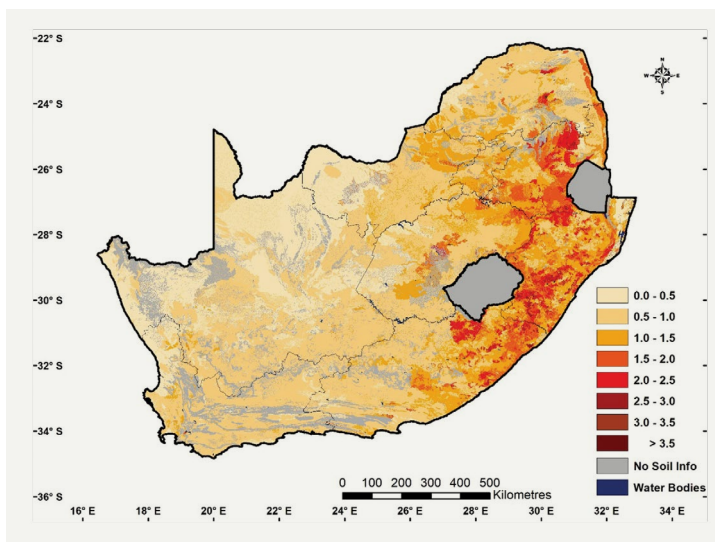 22° S
N
W E
S
24° S
26° S
28° S
30° S
32° S
34° S
36° S
0.0 - 0.5
0.5 - 1.0
1.0 - 1.5
1.5 - 2.0
2.0 - 2.5
2.5 - 3.0
3.0 - 3.5
> 3.5
No Soil Info
Water Bodies
0 100 200 300 400 500
Kilometres
16° E 18° E 20° E 22° E 24° E 26° E 28° E 30° E 32° E 34° E